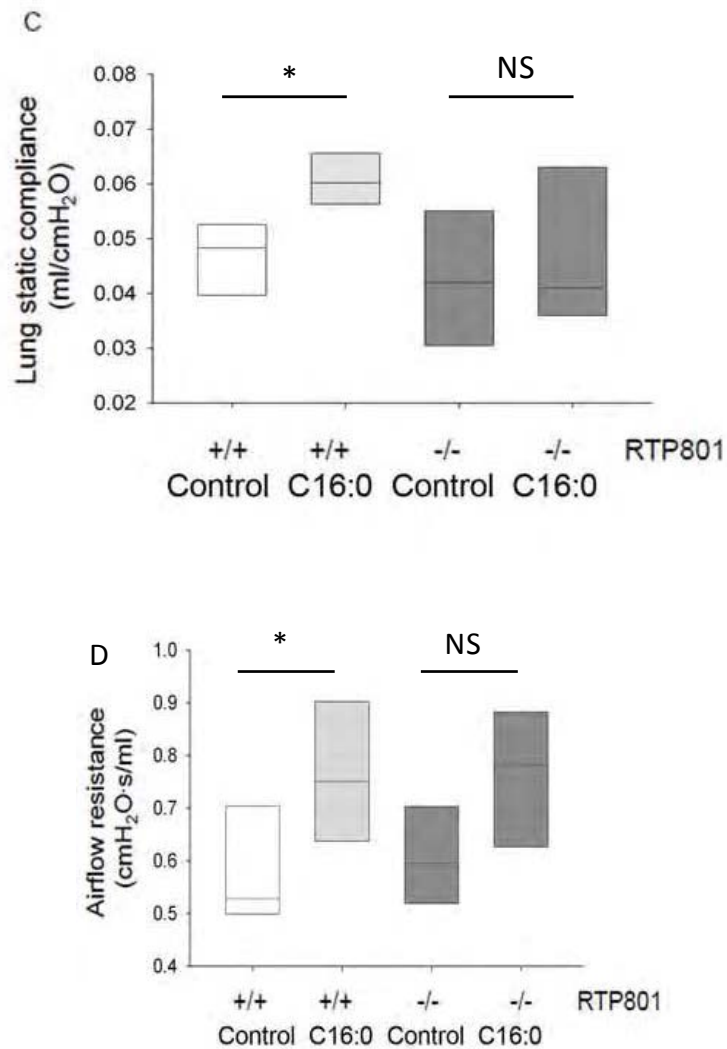 C
* NS
0.08
0.07
0.06
0.05
0.04
0.03
0.02
Lung static compliance
(ml/cmH₂O)
+/+ +/+ -/- -/- RTP801
Control C16:0 Control C16:0
D
* NS
1.0
0.9
0.8
0.7
0.6
0.5
0.4
Airflow resistance
(cmH₂O·s/ml)
+/+ +/+ -/- -/- RTP801
Control C16:0 Control C16:0